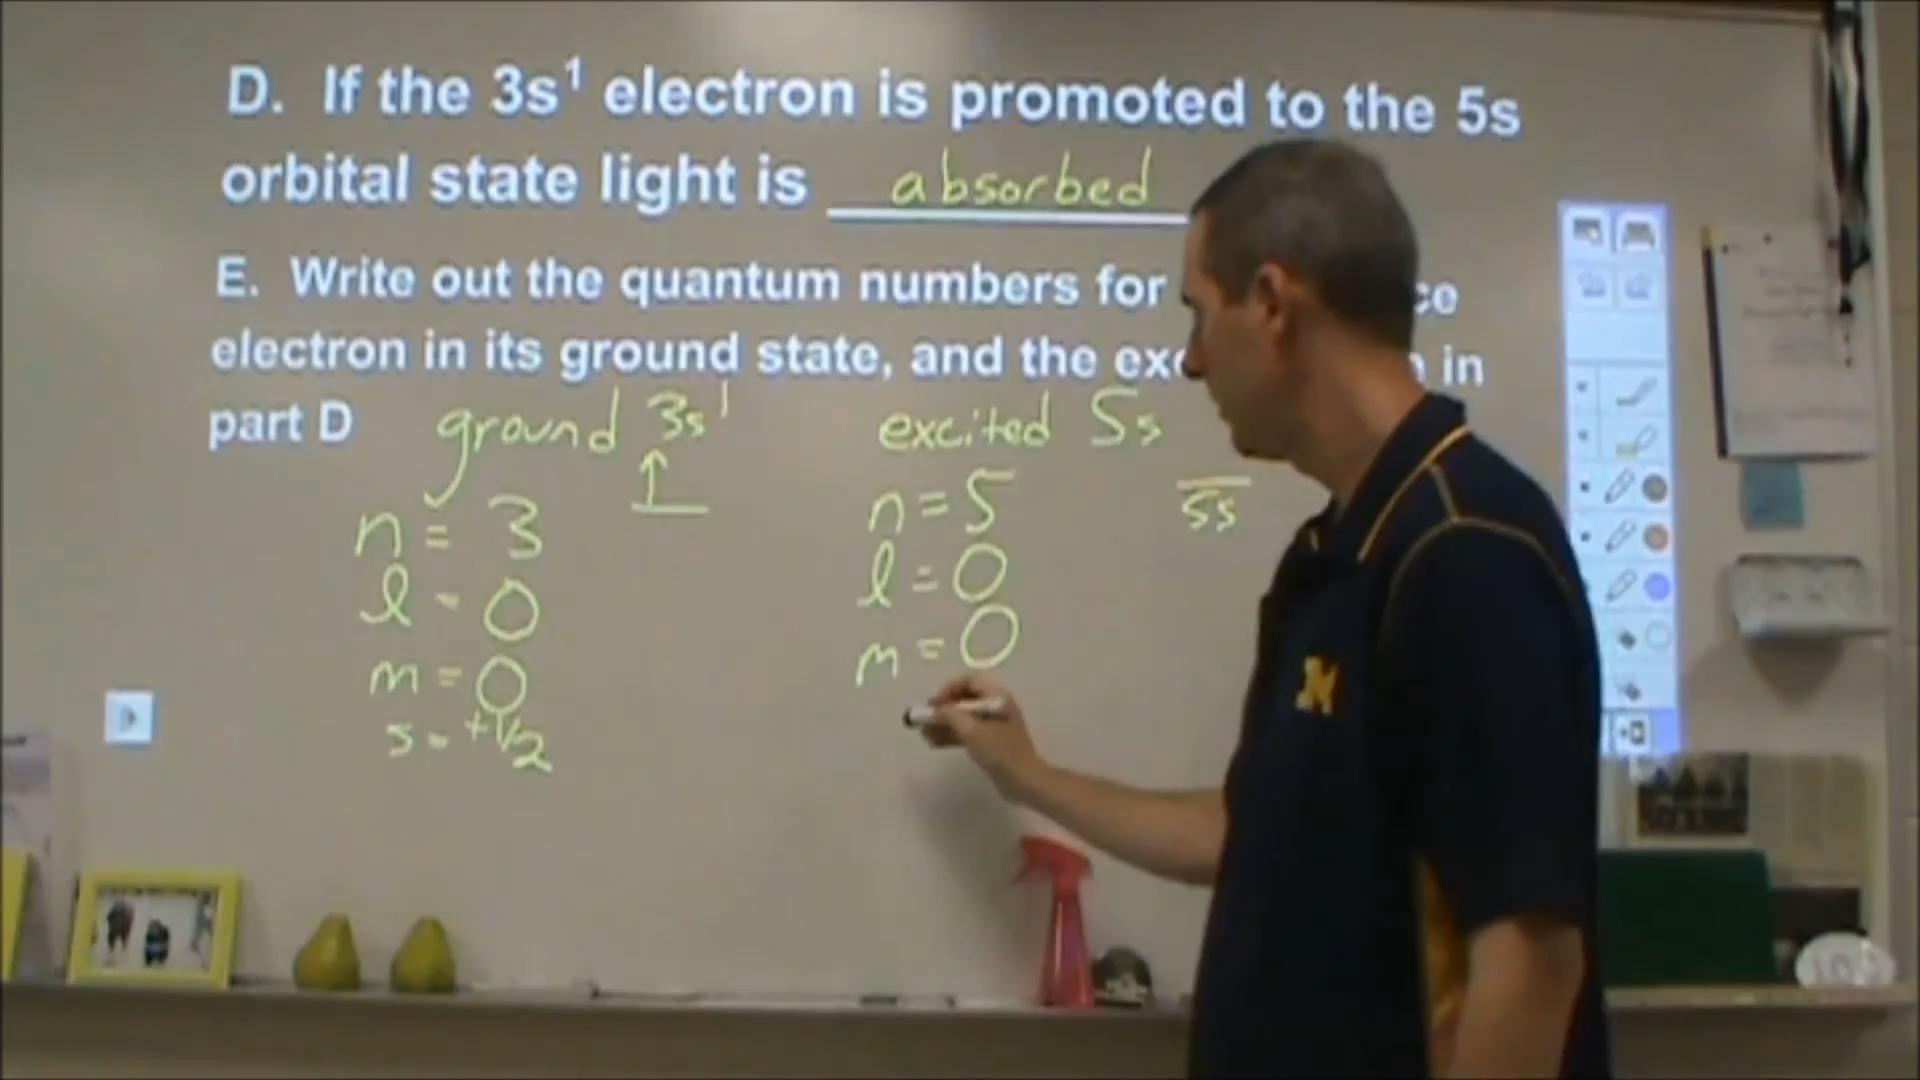 D. If the 3s¹ electron is promoted to the 5s
orbital state light is absorbed
E. Write out the quantum numbers for ce
electron in its ground state, and the exc in
part D
ground 3s¹
n = 3
l = 0
m = 0
s = +1/2
excited 5s
n = 5
l = 0
m = 0
5s
M